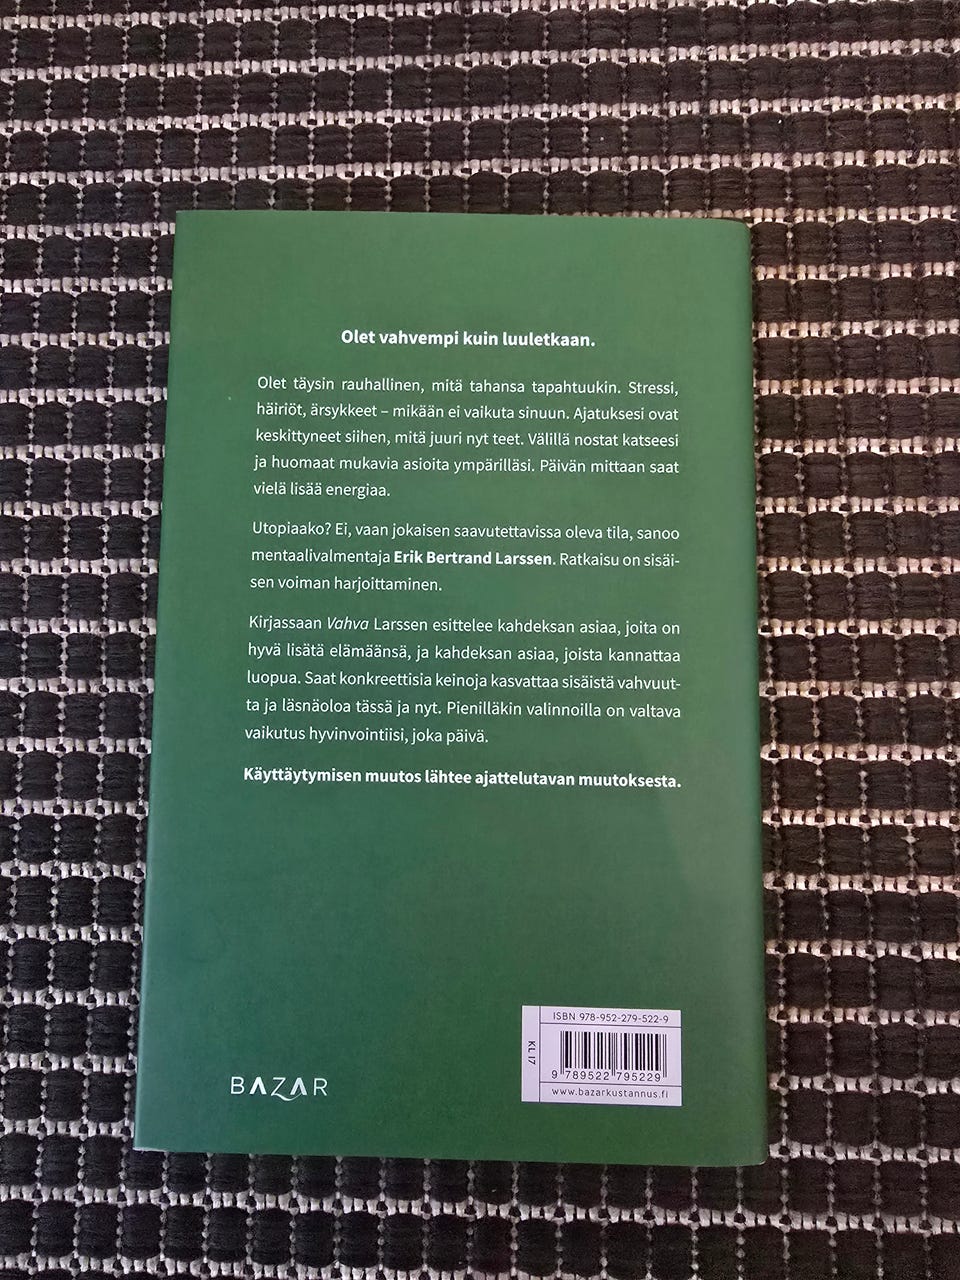 Olet vahvempi kuin luuletkaan.
Olet täysin rauhallinen, mitä tahansa tapahtuukin. Stressi,
häiriöt, ärsykkeet – mikään ei vaikuta sinuun. Ajatuksesi ovat
keskittyneet siihen, mitä juuri nyt teet. Välillä nostat katseesi
ja huomaat mukavia asioita ympärilläsi. Päivän mittaan saat
vielä lisää energiaa.
Utopiaako? Ei, vaan jokaisen saavutettavissa oleva tila, sanoo
mentaalivalmentaja Erik Bertrand Larssen. Ratkaisu on sisäi-
sen voiman harjoittaminen.
Kirjassaan Vahva Larssen esittelee kahdeksan asiaa, joita on
hyvä lisätä elämäänsä, ja kahdeksan asiaa, joista kannattaa
luopua. Saat konkreettisia keinoja kasvattaa sisäistä vahvuut-
ta ja läsnäoloa tässä ja nyt. Pienilläkin valinnoilla on valtava
vaikutus hyvinvointiisi, joka päivä.
Käyttäytymisen muutos lähtee ajattelutavan muutoksesta.
BAZAR
KL 17
ISBN 978-952-279-522-9
9 789522 795229
www.bazarkustannus.fi